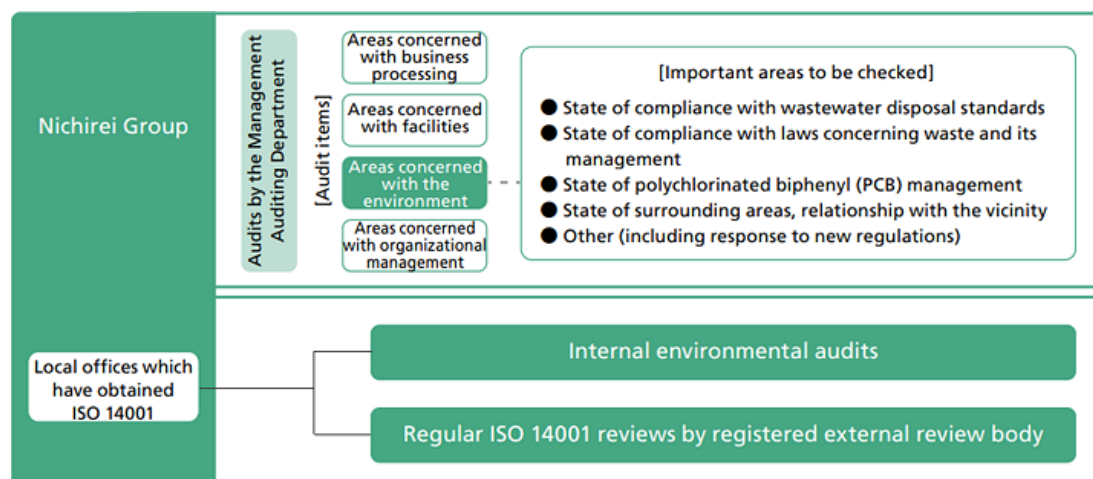 Nichirei Group
Audits by the Management
Auditing Department
[Audit items]
Areas concerned
with business
processing
Areas concerned
with facilities
Areas concerned
with the
environment
Areas concerned
with organizational
management
[Important areas to be checked]
● State of compliance with wastewater disposal standards
● State of compliance with laws concerning waste and its
management
● State of polychlorinated biphenyl (PCB) management
● State of surrounding areas, relationship with the vicinity
● Other (including response to new regulations)
Local offices which
have obtained
ISO 14001
Internal environmental audits
Regular ISO 14001 reviews by registered external review body